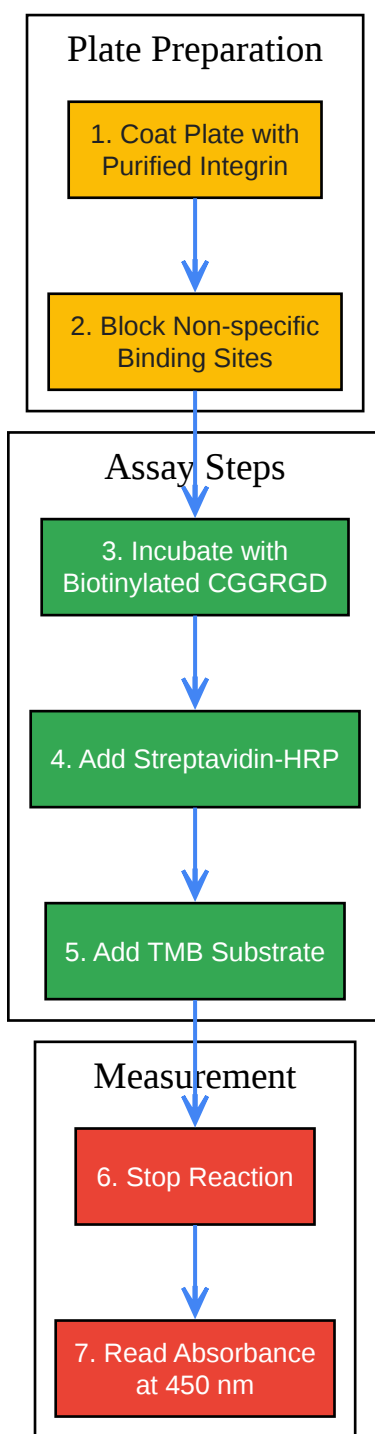 Plate Preparation
1. Coat Plate with
Purified Integrin
2. Block Non-specific
Binding Sites
Assay Steps
3. Incubate with
Biotinylated CGGRGD
4. Add Streptavidin-HRP
5. Add TMB Substrate
Measurement
6. Stop Reaction
7. Read Absorbance
at 450 nm